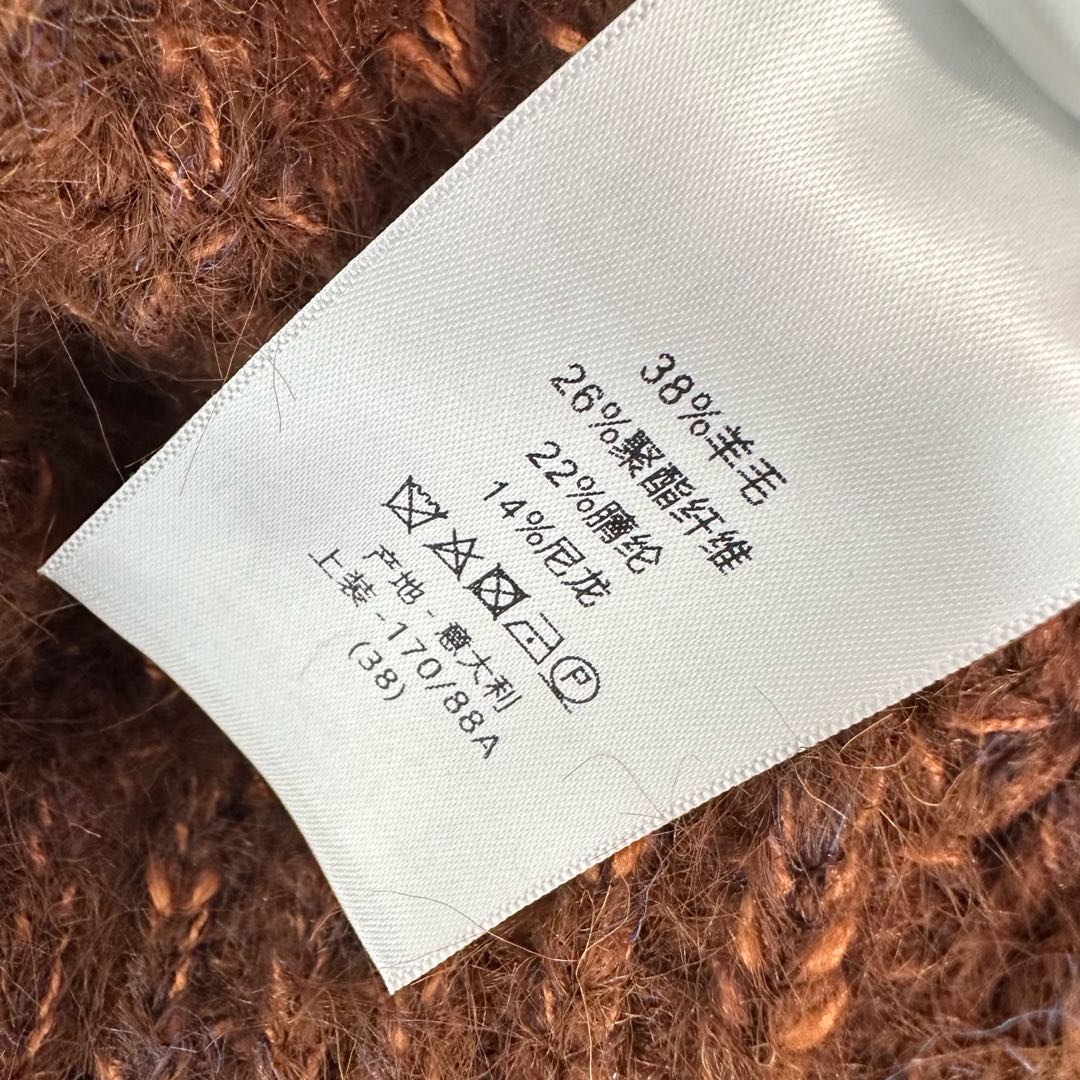 38%羊毛
26%聚酯纤维
22%腈纶
14%尼龙
P
产地-意大利
上装-170/88A
(38)